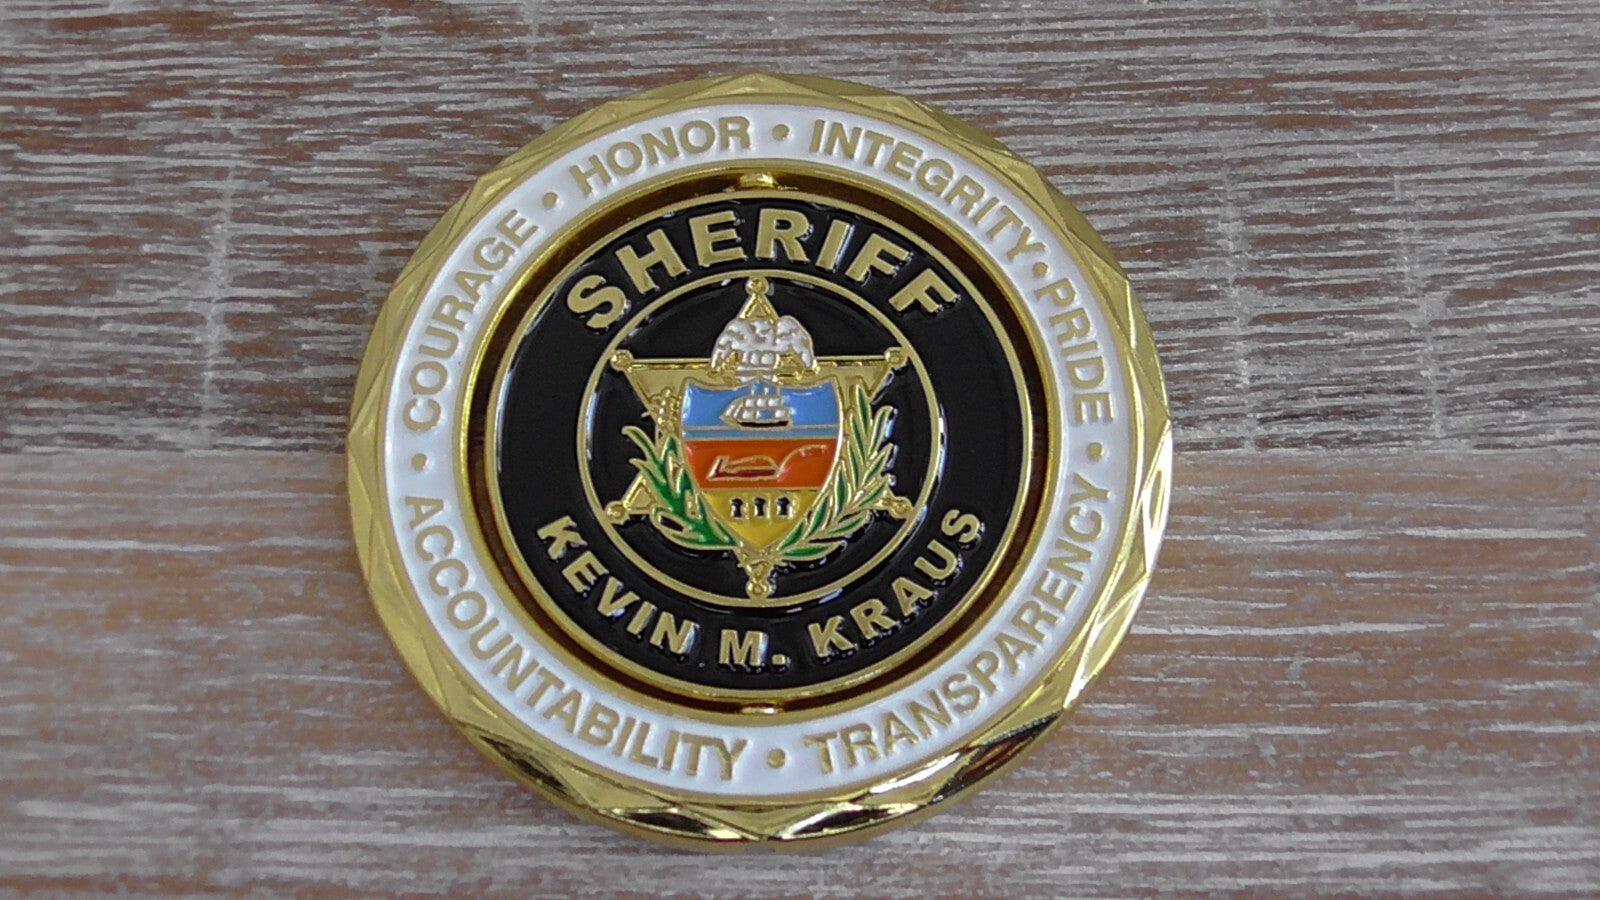 COURAGE • HONOR • INTEGRITY • PRIDE •
ACCOUNTABILITY • TRANSPARENCY •
SHERIFF
KEVIN M. KRAUS